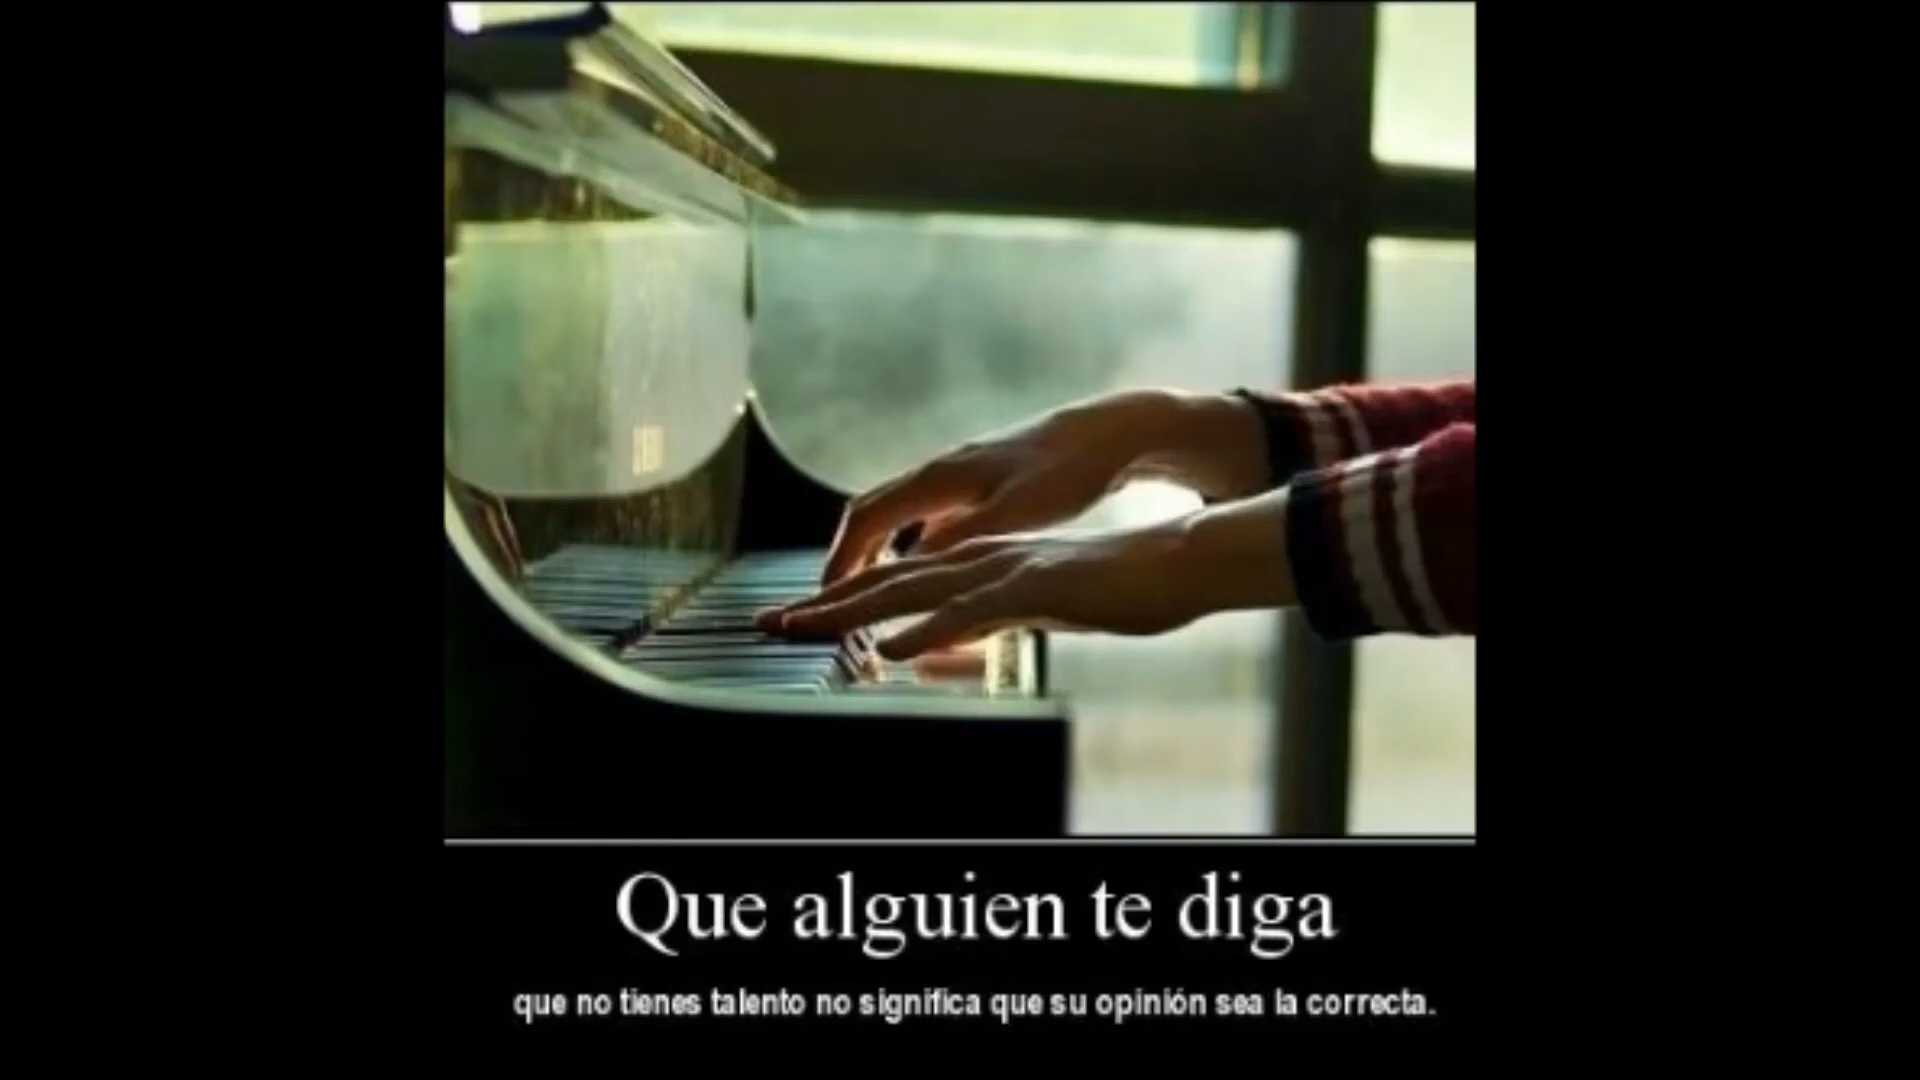 Que alguien te diga
que no tienes talento no significa que su opinión sea la correcta.